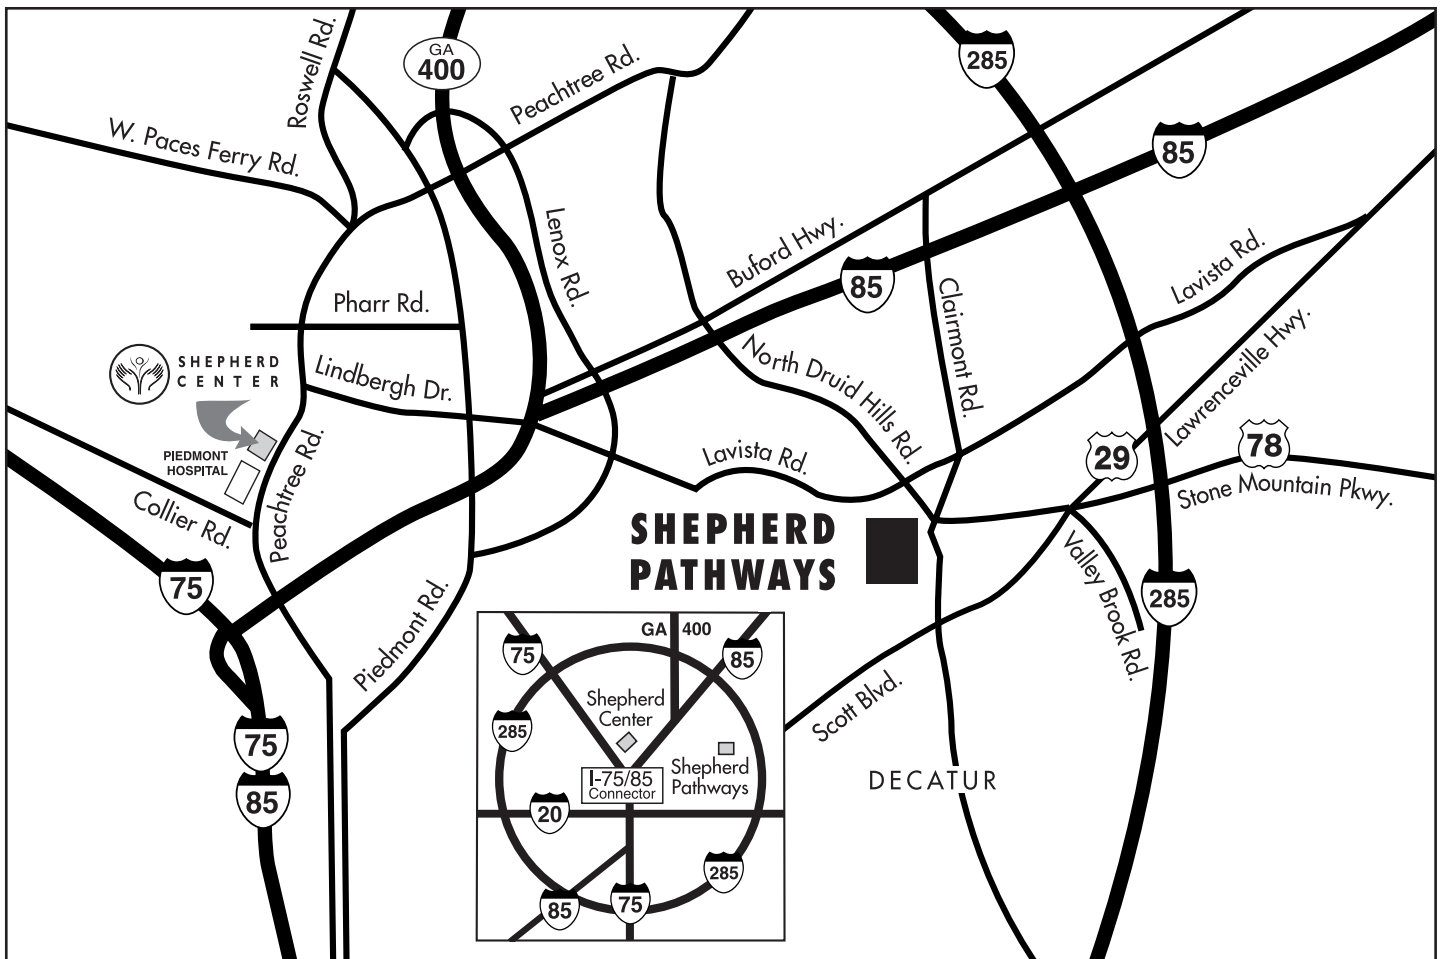 Roswell Rd.
GA
400
Peachtree Rd.
285
W. Paces Ferry Rd.
85
Lenox Rd.
Buford Hwy.
85
Lavista Rd.
Clairmont Rd.
Pharr Rd.
Lawrenceville Hwy.
North Druid Hills Rd.
SHEPHERD
CENTER
Lindbergh Dr.
PIEDMONT
HOSPITAL
Peachtree Rd.
Collier Rd.
Lavista Rd.
29
78
Stone Mountain Pkwy.
SHEPHERD
PATHWAYS
75
Valley Brook Rd.
285
Piedmont Rd.
Scott Blvd.
75
85
DECATUR
GA 400
75
85
285
Shepherd
Center
Shepherd
Pathways
I-75/85
Connector
20
285
85
75